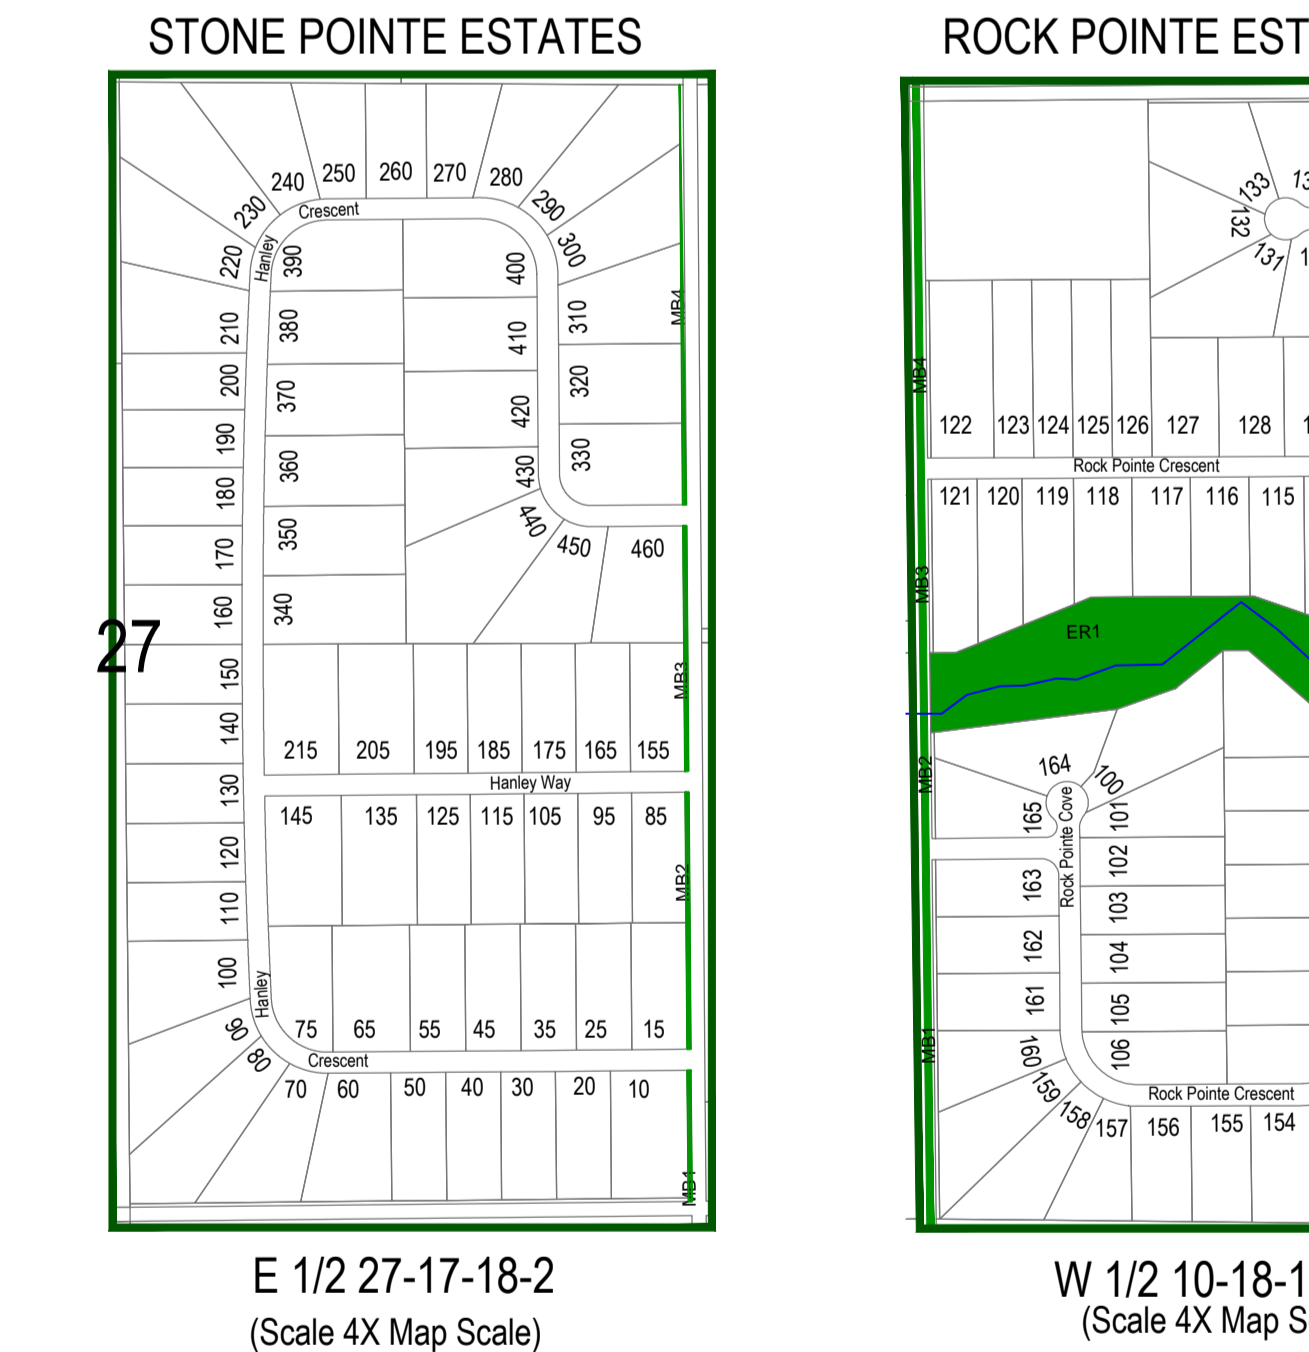 STONE POINTE ESTATES
240 250 260 270 280
230 290
Crescent
220 Hanley 390 400 300
210 380 410 310 MB4
200 370 420 320
190 360 430 330
180 440
170 350 450 460
160 340
27
150 MB3
140 215 205 195 185 175 165 155
Hanley Way
130 145 135 125 115 105 95 85
120 MB2
110
100 Hanley
90 75 65 55 45 35 25 15
80 Crescent
70 60 50 40 30 20 10
MB1
E 1/2 27-17-18-2
(Scale 4X Map Scale)
ROCK POINTE EST
133 13
132
131 1
MB4
122 123 124 125 126 127 128 1
Rock Pointe Crescent
121 120 119 118 117 116 115
MB3
ER1
MB2 164 100
165 Rock Pointe Cove 101
102
163 103
162 104
161 105
MB1 160 106
159 Rock Pointe Crescent
158 157 156 155 154
W 1/2 10-18-1
(Scale 4X Map S